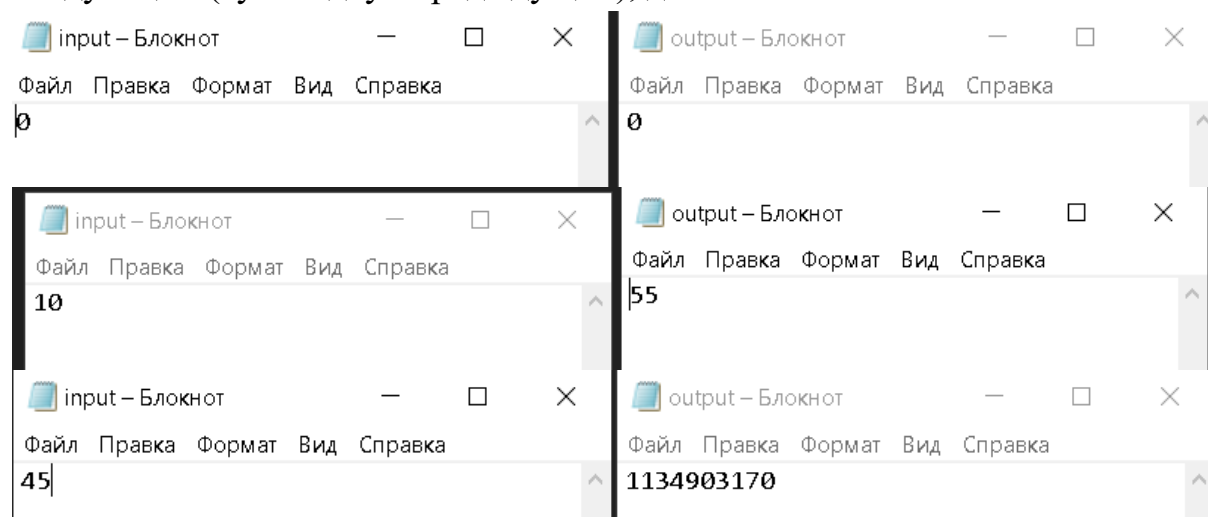 input – Блокнот
Файл Правка Формат Вид Справка
0
output – Блокнот
Файл Правка Формат Вид Справка
0
input – Блокнот
Файл Правка Формат Вид Справка
10
output – Блокнот
Файл Правка Формат Вид Справка
55
input – Блокнот
Файл Правка Формат Вид Справка
45
output – Блокнот
Файл Правка Формат Вид Справка
1134903170